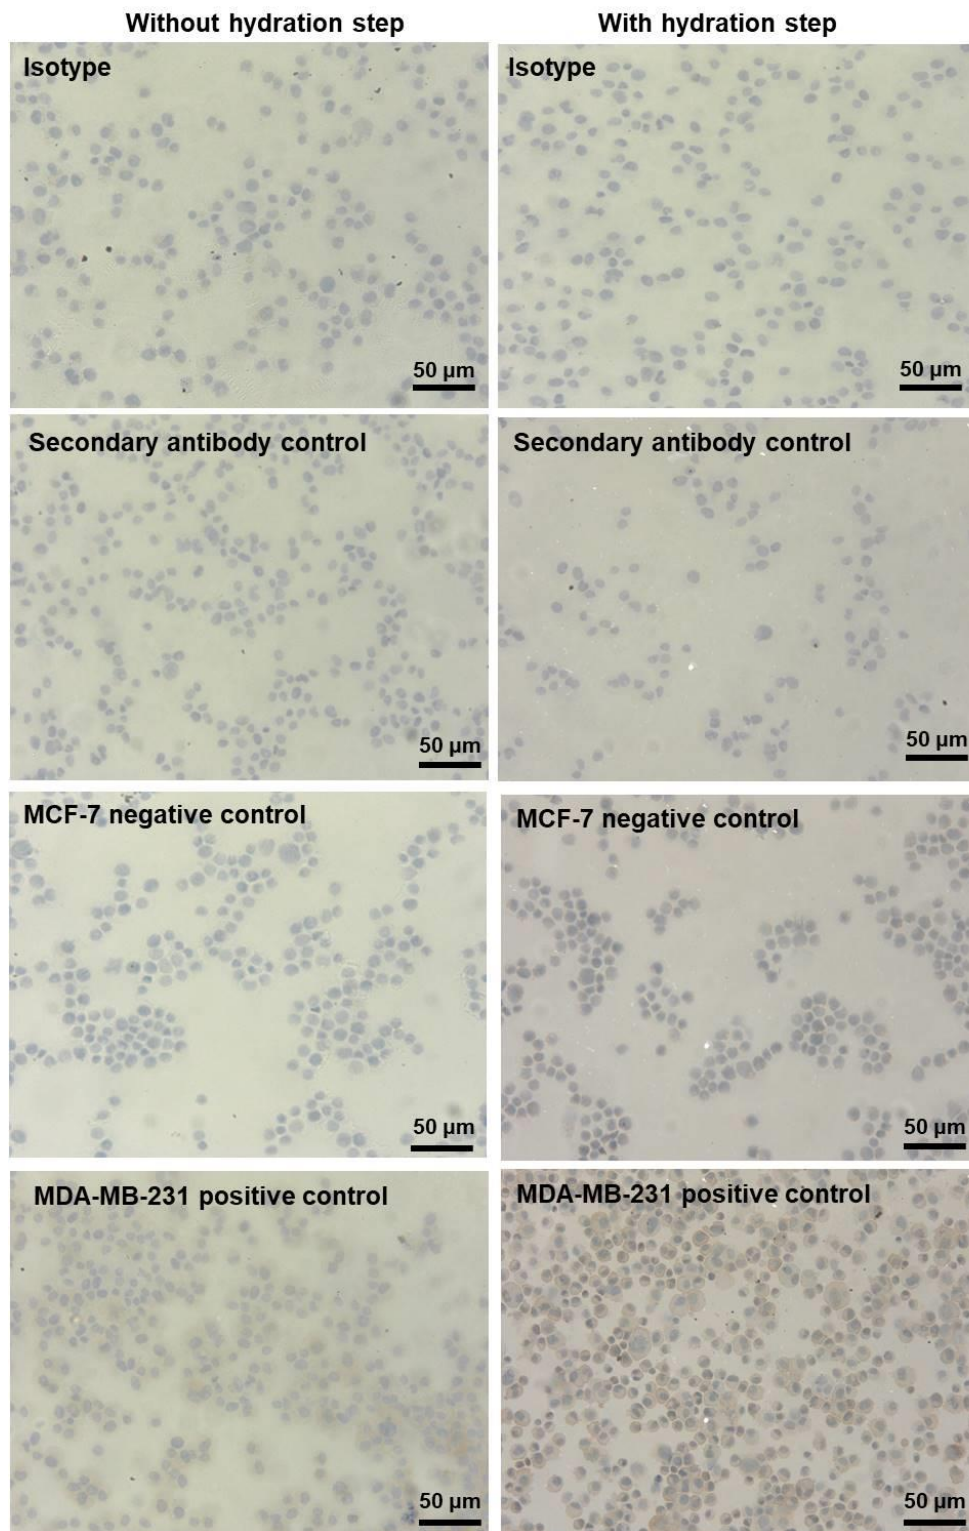 Without hydration step
With hydration step
Isotype
Isotype
50 µm
50 µm
Secondary antibody control
Secondary antibody control
50 µm
50 µm
MCF-7 negative control
MCF-7 negative control
50 µm
50 µm
MDA-MB-231 positive control
MDA-MB-231 positive control
50 µm
50 µm